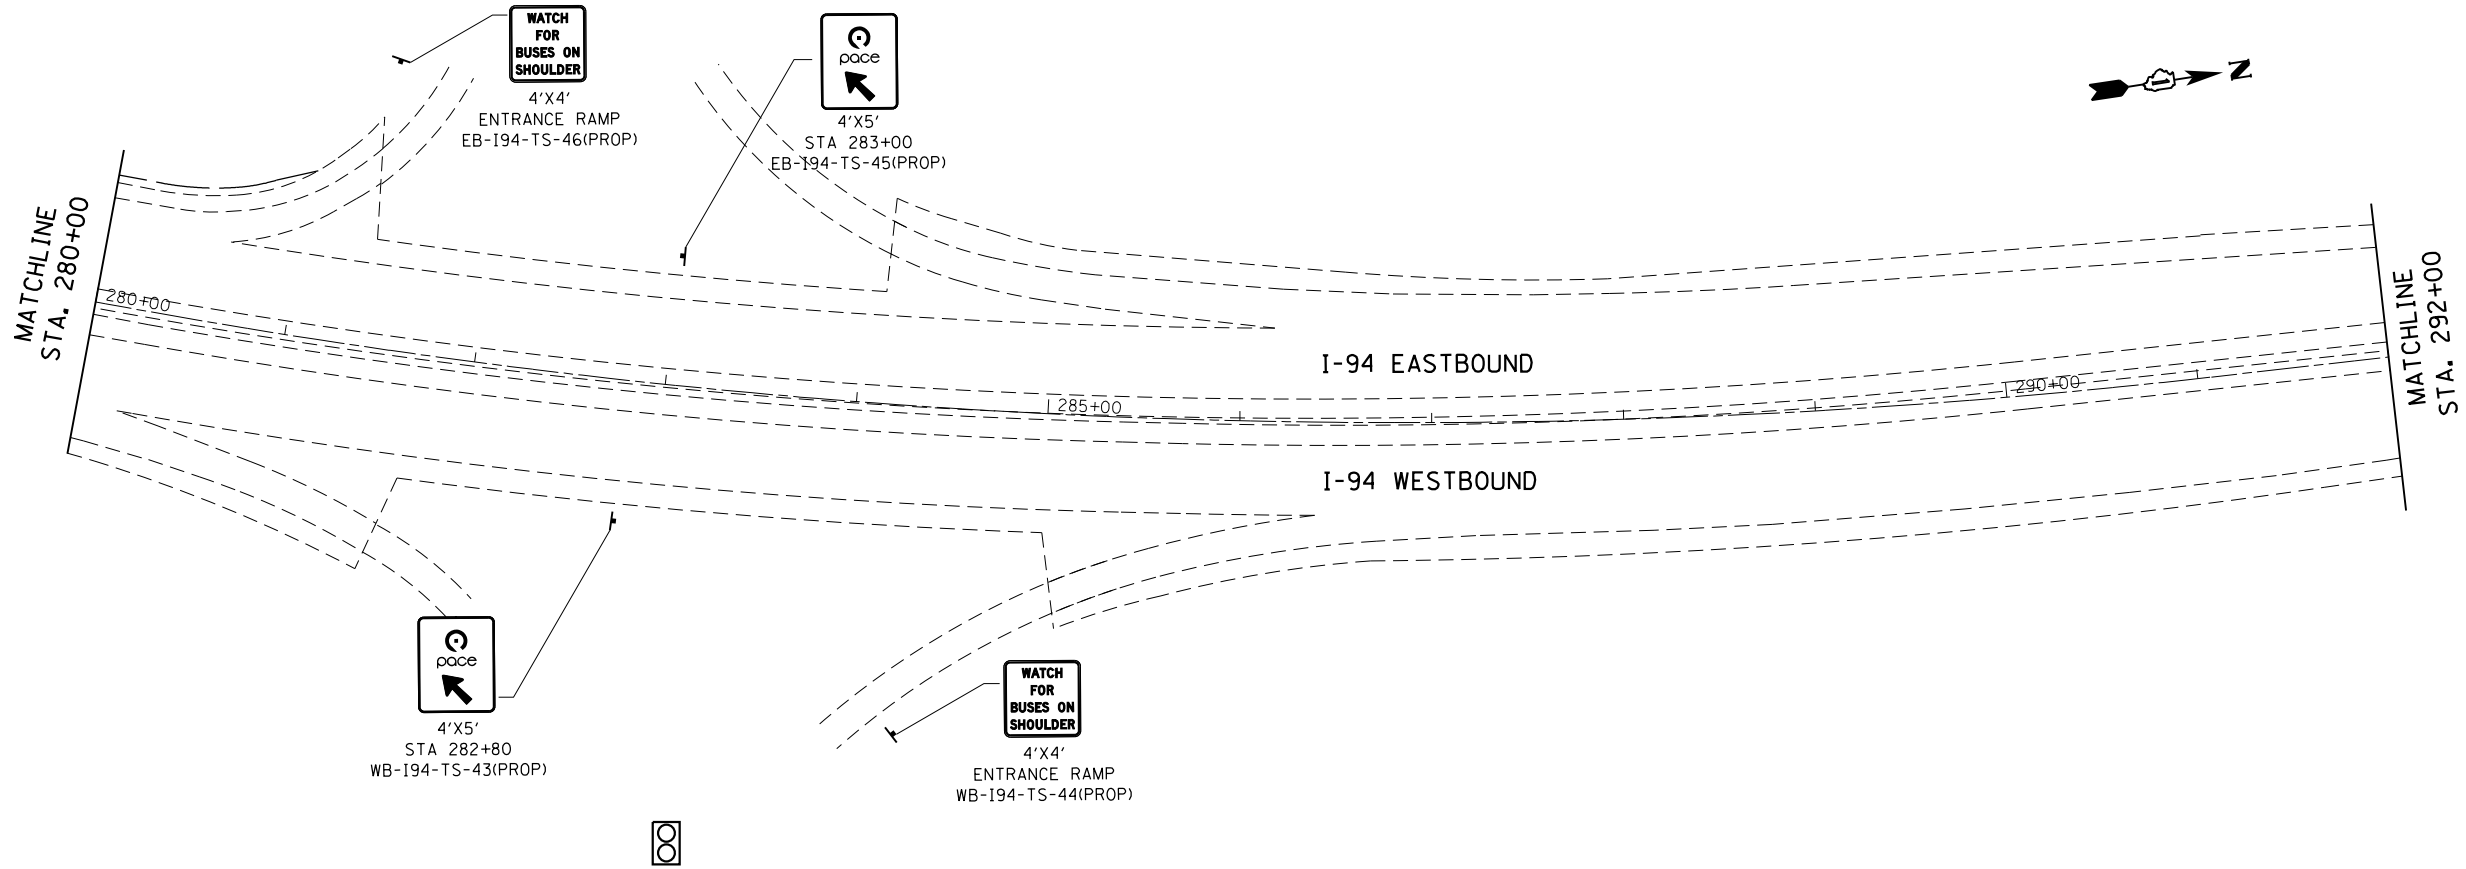 WATCH
FOR
BUSES ON
SHOULDER
4'X4'
ENTRANCE RAMP
EB-I94-TS-46(PROP)
pace
4'X5'
STA 283+00
EB-I94-TS-45(PROP)
N
MATCHLINE
STA. 280+00
280+00
I-94 EASTBOUND
285+00
290+00
MATCHLINE
STA. 292+00
I-94 WESTBOUND
pace
4'X5'
STA 282+80
WB-I94-TS-43(PROP)
WATCH
FOR
BUSES ON
SHOULDER
4'X4'
ENTRANCE RAMP
WB-I94-TS-44(PROP)